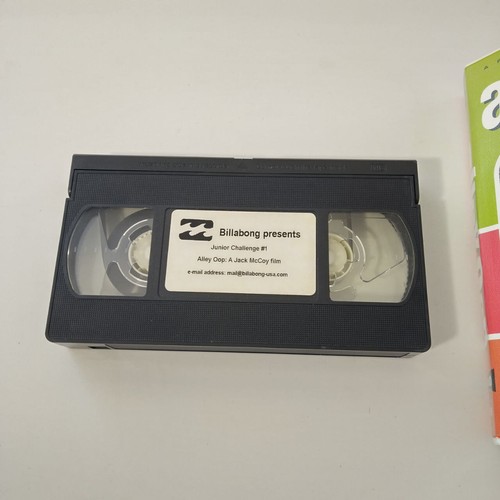 Billabong presents
Junior Challenge #1
Alley Oop: A Jack McCoy film
e-mail address: mail@billabong-usa.com
a